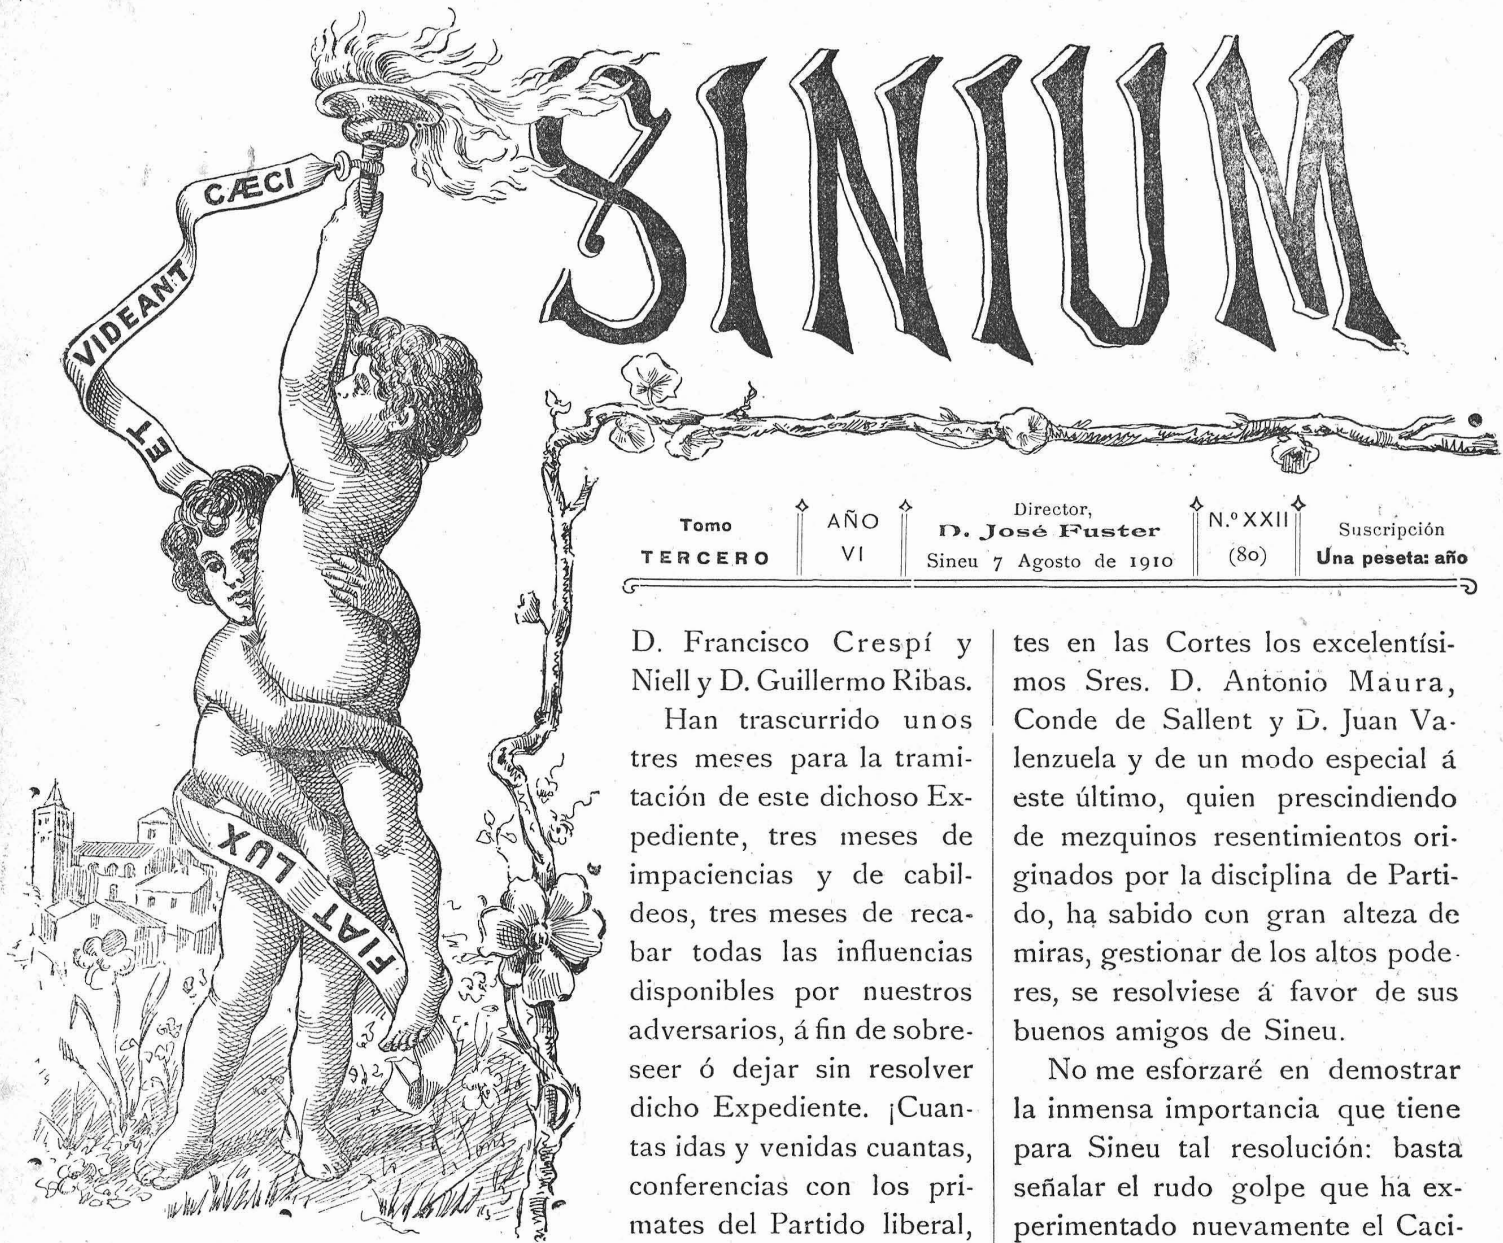 SINIUM
CÆCI
VIDEANT
ET
FIAT LUX
Tomo
TERCERO
AÑO
VI
Director,
D. José Fuster
Sineu 7 Agosto de 1910
N.º XXII
(80)
Suscripción
Una peseta: año
D. Francisco Crespí y
Niell y D. Guillermo Ribas.
Han trascurrido unos
tres meses para la trami-
tación de este dichoso Ex-
pediente, tres meses de
impaciencias y de cabil-
deos, tres meses de reca-
bar todas las influencias
disponibles por nuestros
adversarios, á fin de sobre-
seer ó dejar sin resolver
dicho Expediente. ¡Cuan-
tas idas y venidas cuantas,
conferencias con los pri-
mates del Partido liberal,
tes en las Cortes los excelentísi-
mos Sres. D. Antonio Maura,
Conde de Sallent y D. Juan Va-
lenzuela y de un modo especial á
este último, quien prescindiendo
de mezquinos resentimientos ori-
ginados por la disciplina de Parti-
do, ha sabido con gran alteza de
miras, gestionar de los altos pode-
res, se resolviese á favor de sus
buenos amigos de Sineu.
No me esforzaré en demostrar
la inmensa importancia que tiene
para Sineu tal resolución: basta
señalar el rudo golpe que ha ex-
perimentado nuevamente el Caci-